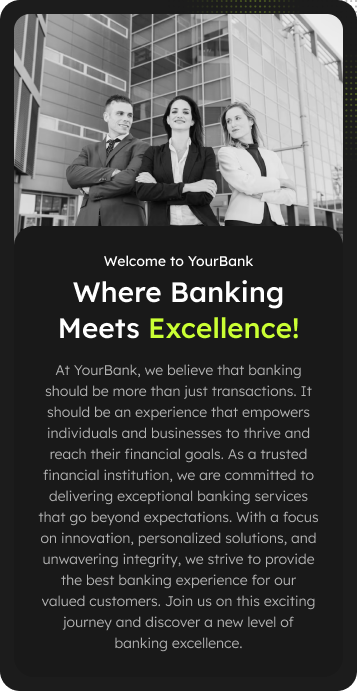 Welcome to YourBank
Where Banking
Meets Excellence!
At YourBank, we believe that banking
should be more than just transactions. It
should be an experience that empowers
individuals and businesses to thrive and
reach their financial goals. As a trusted
financial institution, we are committed to
delivering exceptional banking services
that go beyond expectations. With a focus
on innovation, personalized solutions, and
unwavering integrity, we strive to provide
the best banking experience for our
valued customers. Join us on this exciting
journey and discover a new level of
banking excellence.